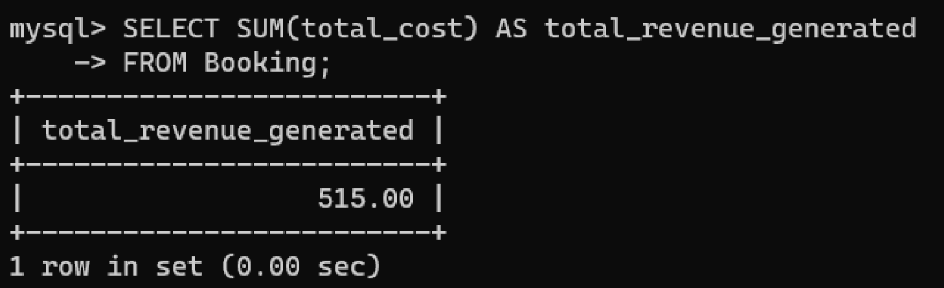 mysql> SELECT SUM(total_cost) AS total_revenue_generated
    -> FROM Booking;
+-------------------------+
| total_revenue_generated |
+-------------------------+
|                  515.00 |
+-------------------------+
1 row in set (0.00 sec)